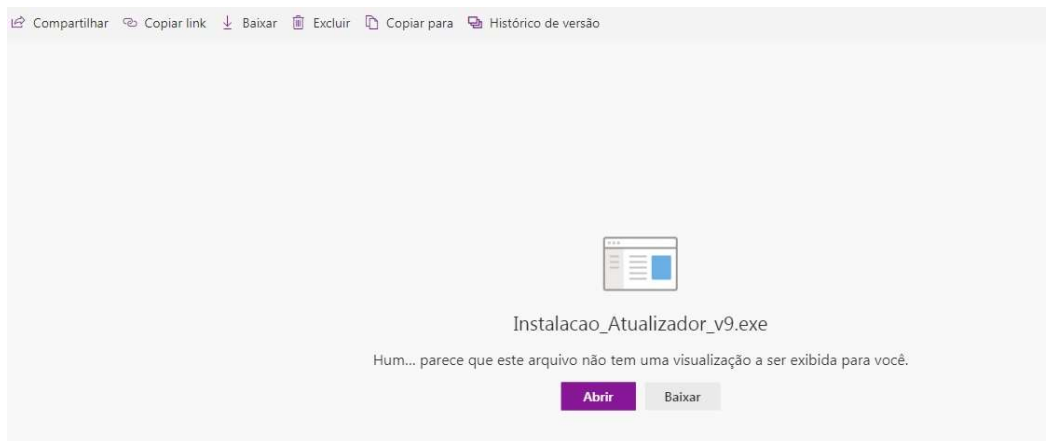 Compartilhar Copiar link Baixar Excluir Copiar para Histórico de versão
Instalacao_Atualizador_v9.exe
Hum... parece que este arquivo não tem uma visualização a ser exibida para você.
Abrir Baixar